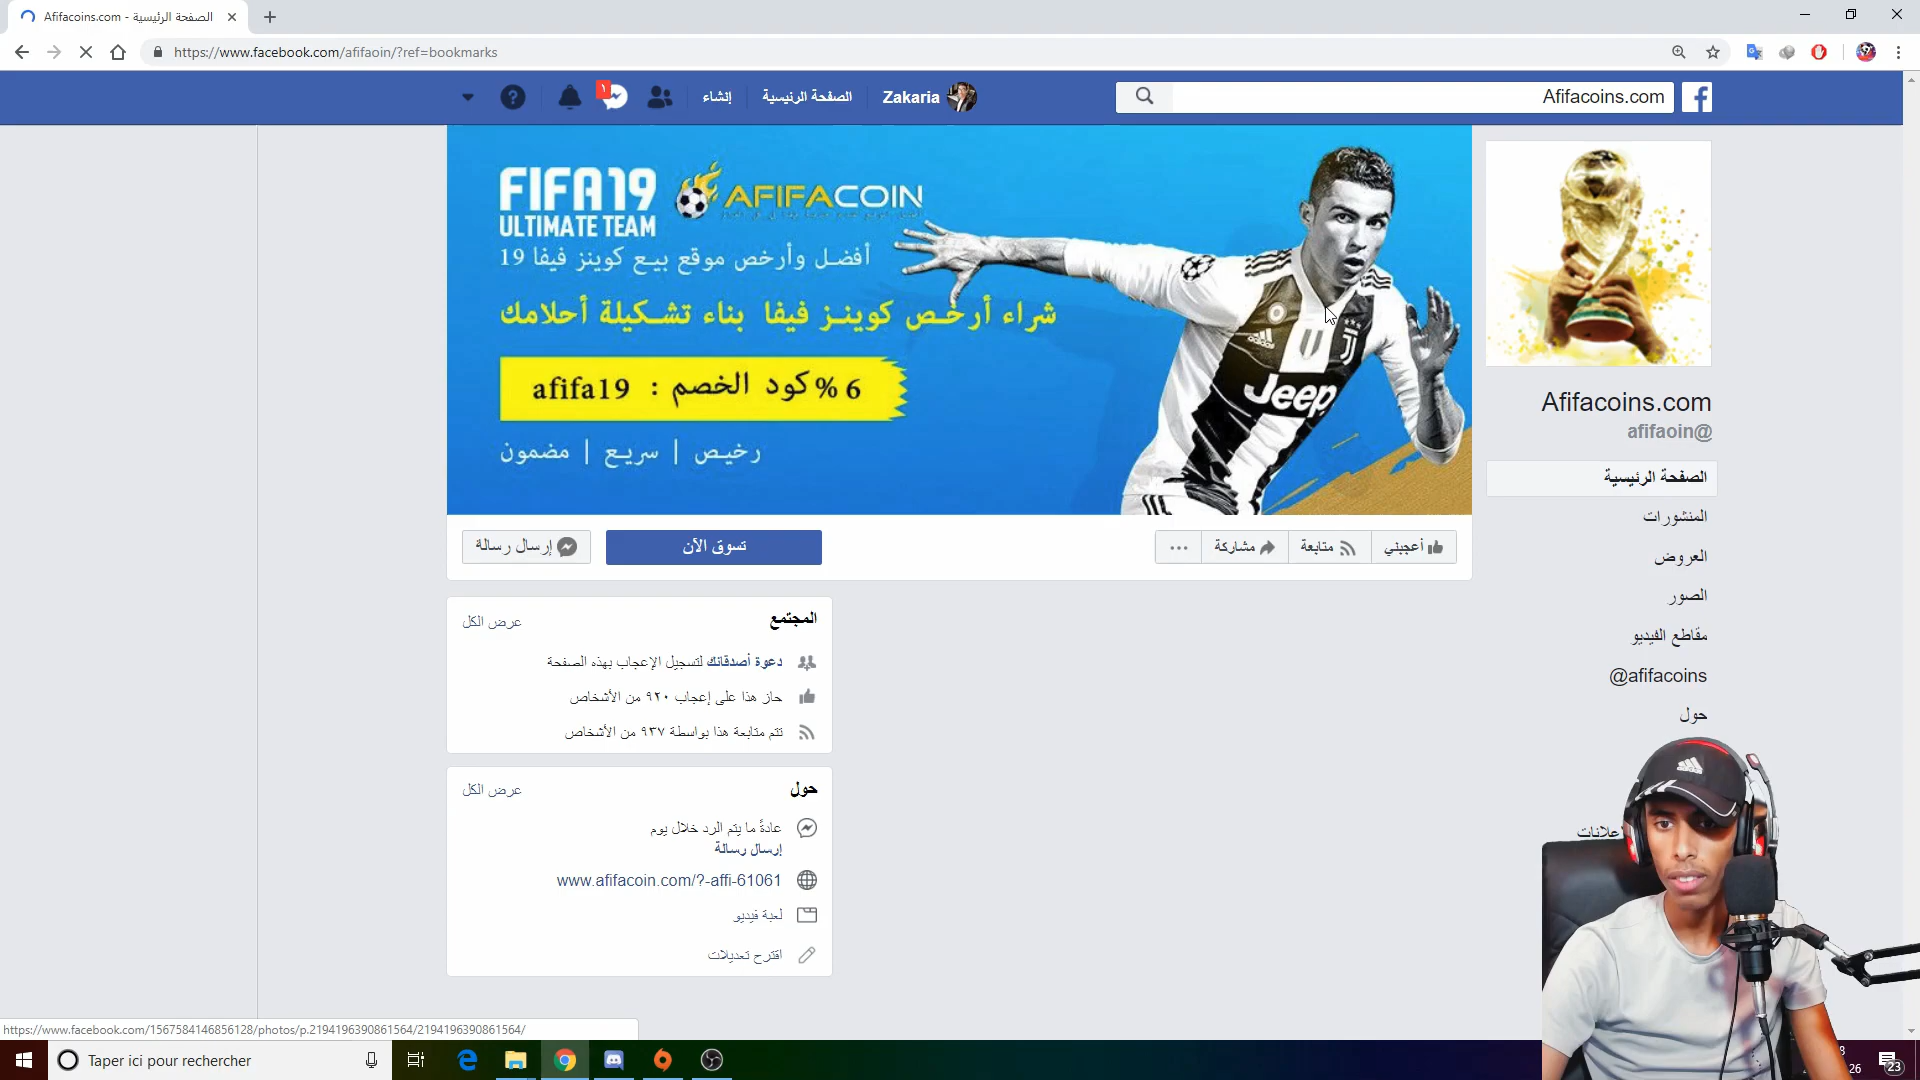 Afifacoins.com - الصفحة الرئيسية
https://www.facebook.com/afifaoin/?ref=bookmarks
Afifacoins.com
Zakaria
الصفحة الرئيسية
إنشاء
١
FIFA 19
ULTIMATE TEAM
AFIFACOIN
أفضل وأرخص موقع بيع كوينز فيفا 19
شراء أرخص كوينز فيفا بناء تشكيلة أحلامك
6 % كود الخصم : afifa19
رخيص | سريع | مضمون
Jeep
Afifacoins.com
afifaoin@
الصفحة الرئيسية
المنشورات
العروض
الصور
مقاطع الفيديو
@afifacoins
حول
أعجبني
متابعة
مشاركة
تسوق الآن
إرسال رسالة
المجتمع
عرض الكل
دعوة أصدقائك لتسجيل الإعجاب بهذه الصفحة
حاز هذا على إعجاب ٩٢٠ من الأشخاص
تتم متابعة هذا بواسطة ٩٣٧ من الأشخاص
حول
عرض الكل
عادةً ما يتم الرد خلال يوم
إرسال رسالة
www.afifacoin.com/?-affi-61061
لعبة فيديو
اقترح تعديلات
https://www.facebook.com/1567584146856128/photos/p.2194196390861564/2194196390861564/
Taper ici pour rechercher
26
23